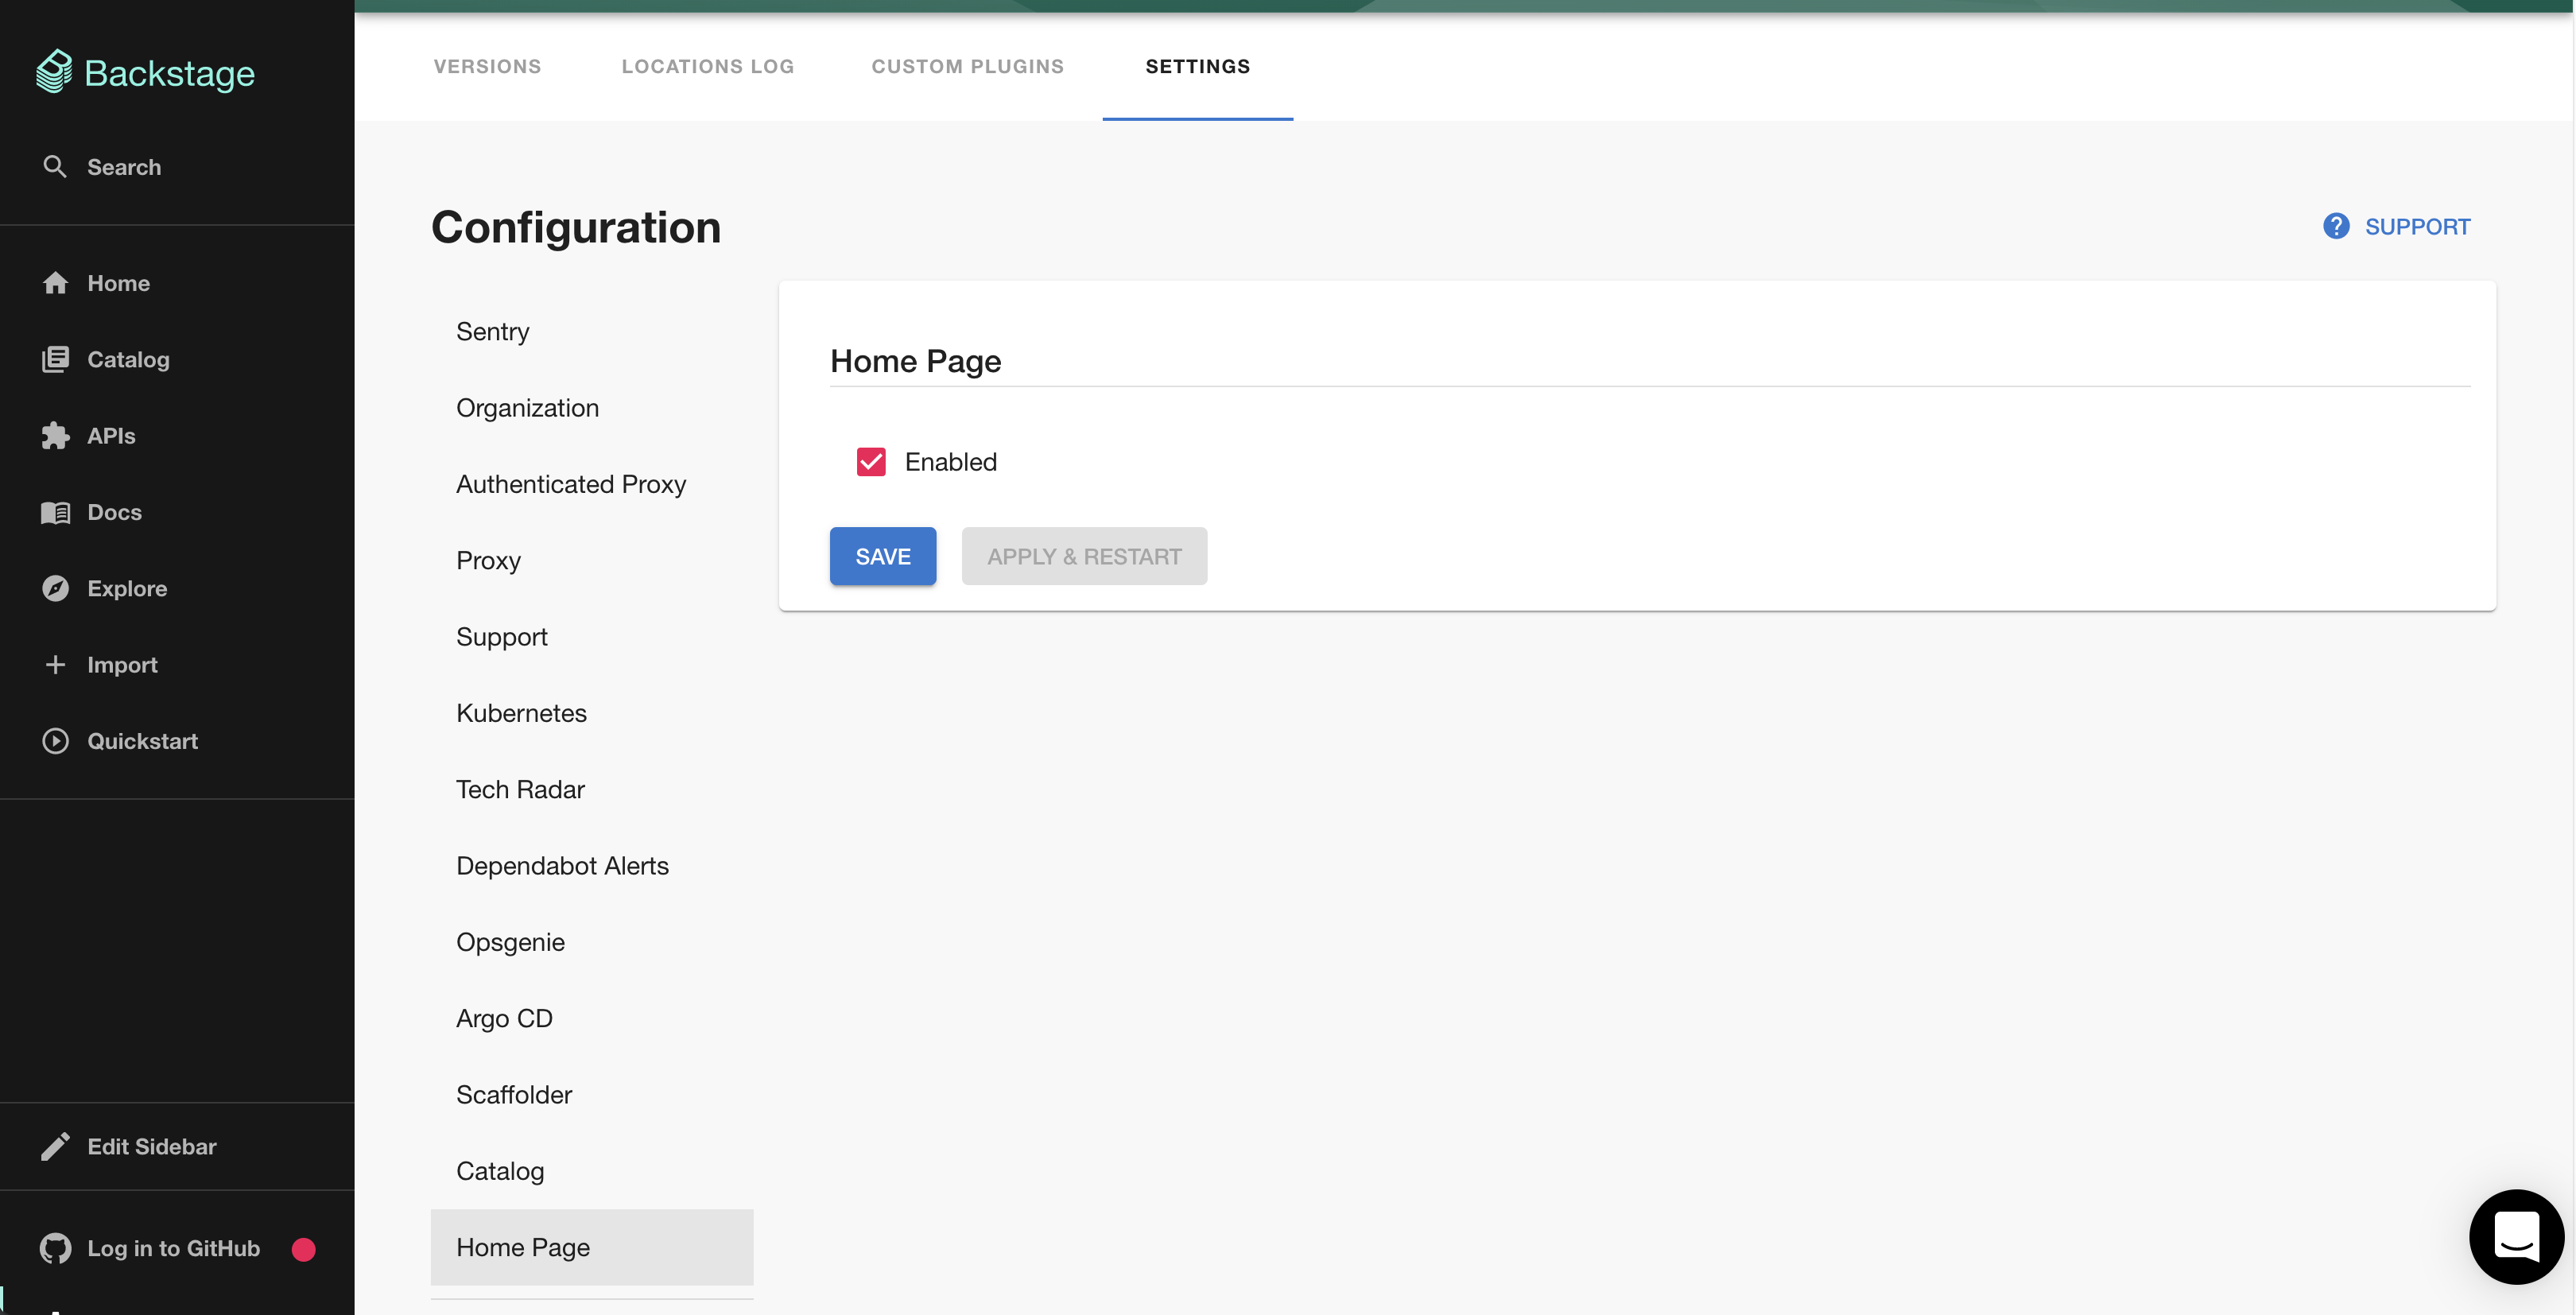 Backstage
Search
Home
Catalog
APIs
Docs
Explore
Import
Quickstart
Edit Sidebar
Log in to GitHub
VERSIONS LOCATIONS LOG CUSTOM PLUGINS SETTINGS
Configuration
SUPPORT
Sentry
Organization
Authenticated Proxy
Proxy
Support
Kubernetes
Tech Radar
Dependabot Alerts
Opsgenie
Argo CD
Scaffolder
Catalog
Home Page
Home Page
Enabled
SAVE APPLY & RESTART